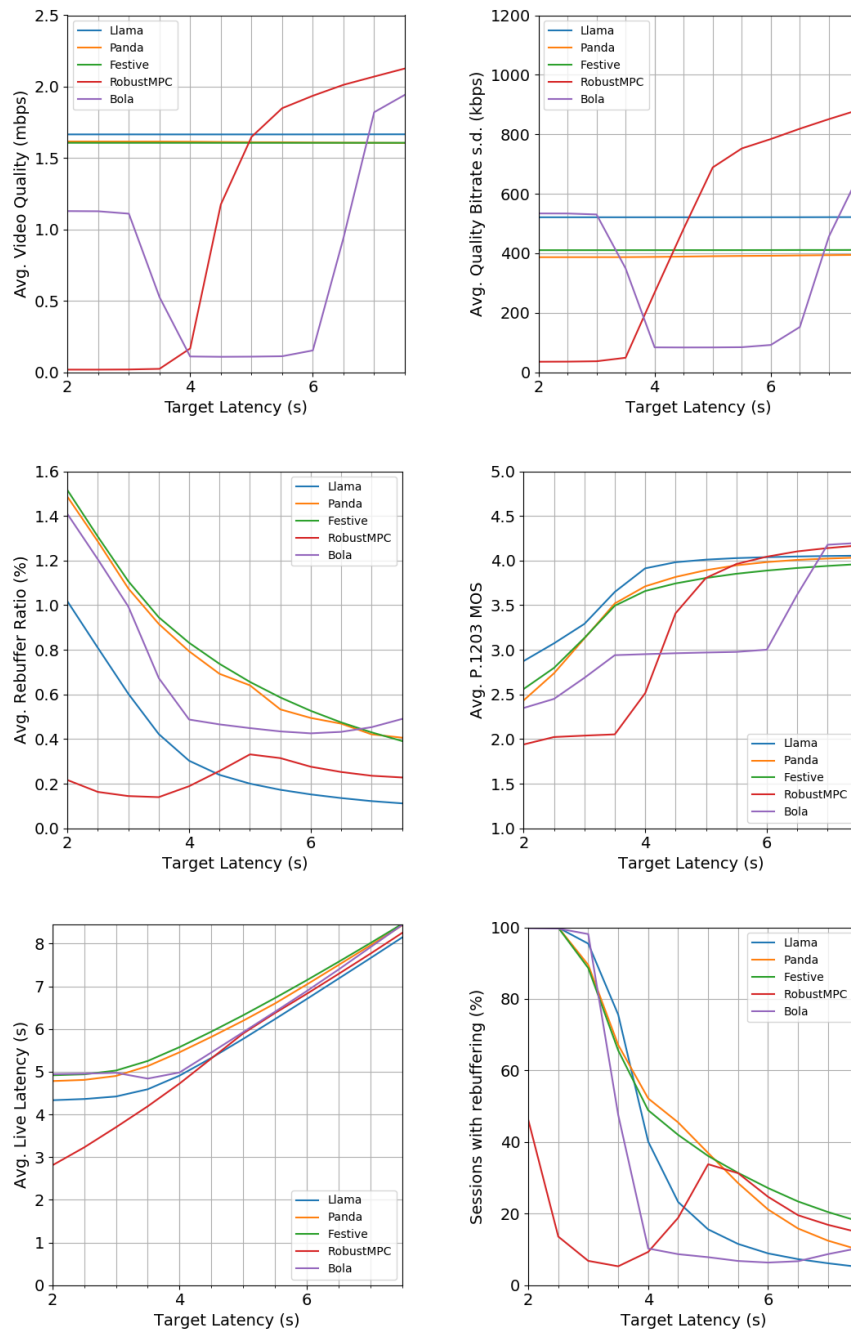 Avg. Video Quality (mbps)
2.5
2.0
1.5
1.0
0.5
0.0
2
4
6
Target Latency (s)
Llama
Panda
Festive
RobustMPC
Bola
Avg. Quality Bitrate s.d. (kbps)
1200
1000
800
600
400
200
0
2
4
6
Target Latency (s)
Llama
Panda
Festive
RobustMPC
Bola
Avg. Rebuffer Ratio (%)
1.6
1.4
1.2
1.0
0.8
0.6
0.4
0.2
0.0
2
4
6
Target Latency (s)
Llama
Panda
Festive
RobustMPC
Bola
Avg. P.1203 MOS
5.0
4.5
4.0
3.5
3.0
2.5
2.0
1.5
1.0
2
4
6
Target Latency (s)
Llama
Panda
Festive
RobustMPC
Bola
Avg. Live Latency (s)
8
7
6
5
4
3
2
1
0
2
4
6
Target Latency (s)
Llama
Panda
Festive
RobustMPC
Bola
Sessions with rebuffering (%)
100
80
60
40
20
0
2
4
6
Target Latency (s)
Llama
Panda
Festive
RobustMPC
Bola